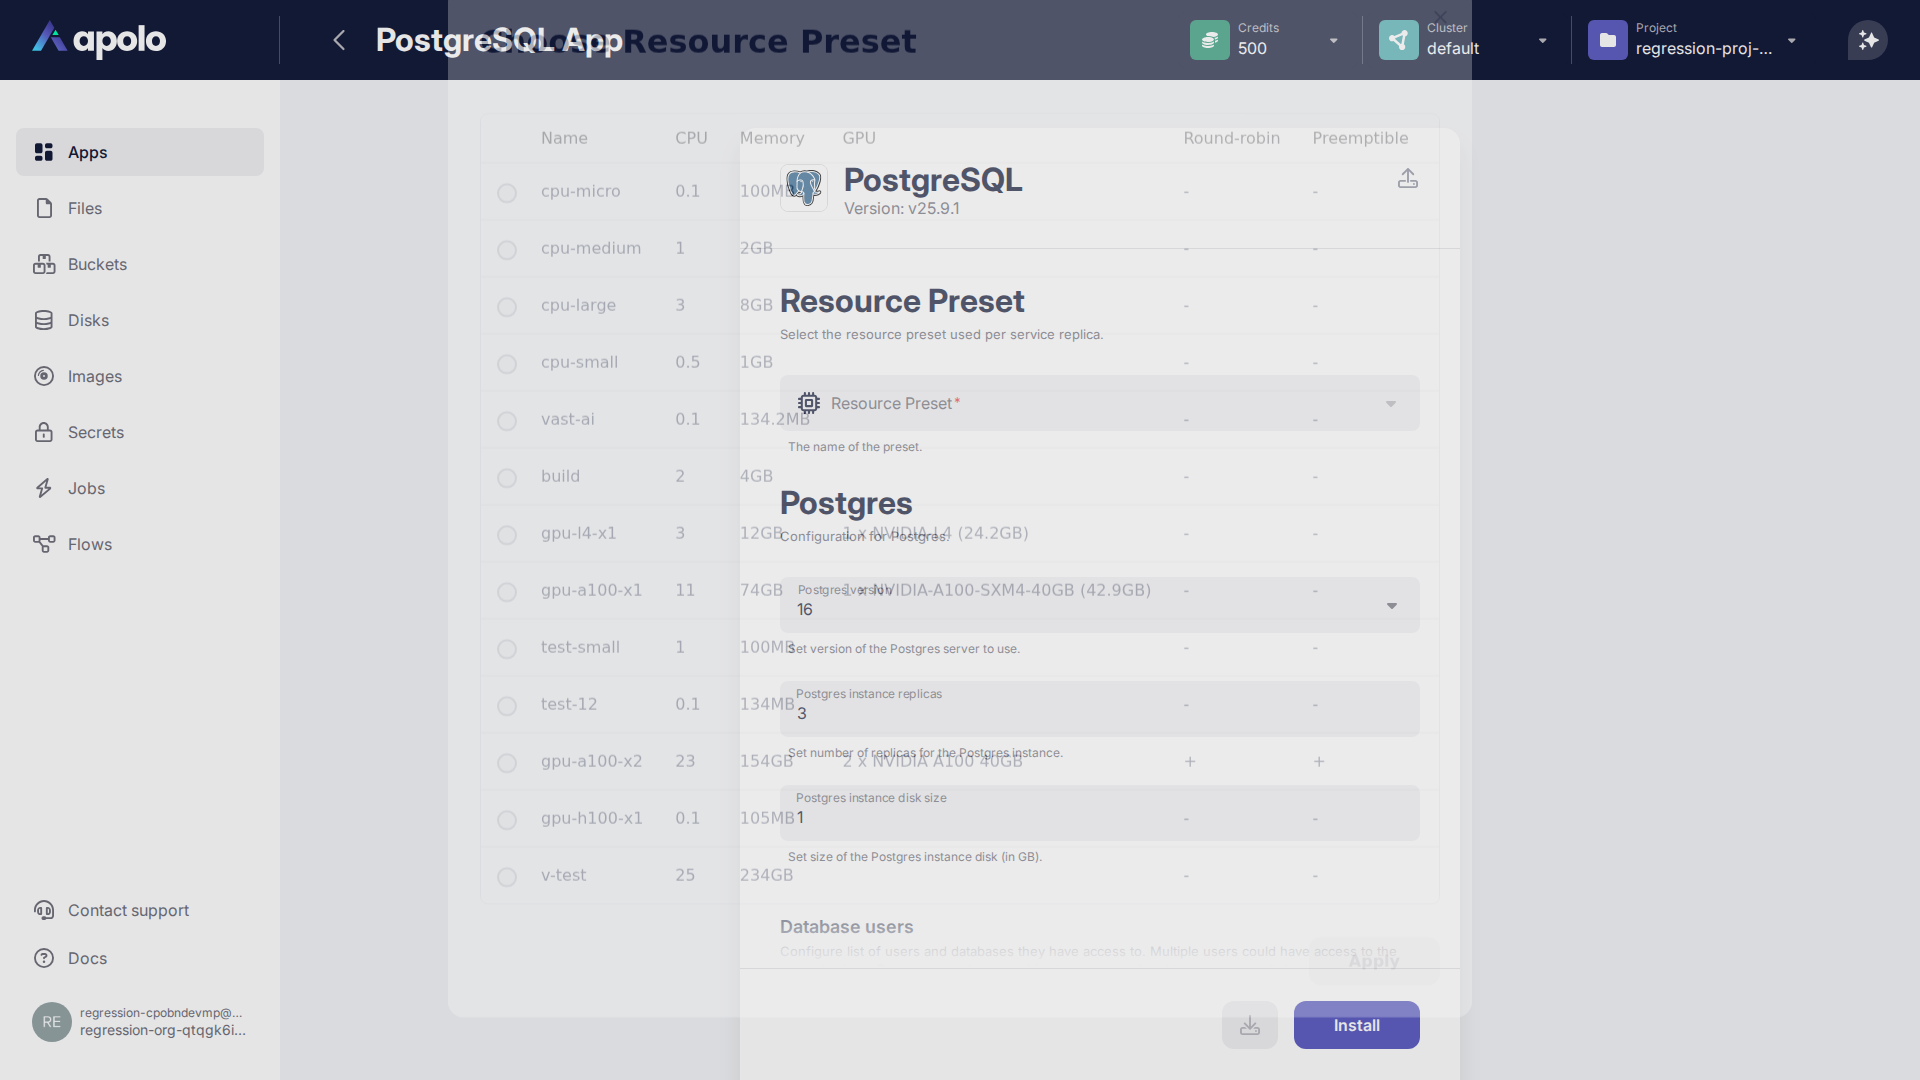 apolo
PostgreSQL App
Choose Resource Preset
Credits
500
Cluster
default
Project
regression-proj-...
Apps
Files
Buckets
Disks
Images
Secrets
Jobs
Flows
Contact support
Docs
RE
regression-cpobndevmp@...
regression-org-qtqgk6i...
Name CPU Memory GPU Round-robin Preemptible
cpu-micro 0.1 100MB - -
cpu-medium 1 2GB - -
cpu-large 3 8GB - -
cpu-small 0.5 1GB - -
vast-ai 0.1 134.2MB - -
build 2 4GB - -
gpu-l4-x1 3 12GB 1 x NVIDIA-L4 (24.2GB) - -
gpu-a100-x1 11 74GB 1 x NVIDIA-A100-SXM4-40GB (42.9GB) - -
test-small 1 100MB - -
test-12 0.1 134MB - -
gpu-a100-x2 23 154GB 2 x NVIDIA A100 40GB + +
gpu-h100-x1 0.1 105MB - -
v-test 25 234GB - -
Apply
PostgreSQL
Version: v25.9.1
Resource Preset
Select the resource preset used per service replica.
Resource Preset*
The name of the preset.
Postgres
Configuration for Postgres.
Postgres version
16
Set version of the Postgres server to use.
Postgres instance replicas
3
Set number of replicas for the Postgres instance.
Postgres instance disk size
1
Set size of the Postgres instance disk (in GB).
Database users
Configure list of users and databases they have access to. Multiple users could have access to the
Install